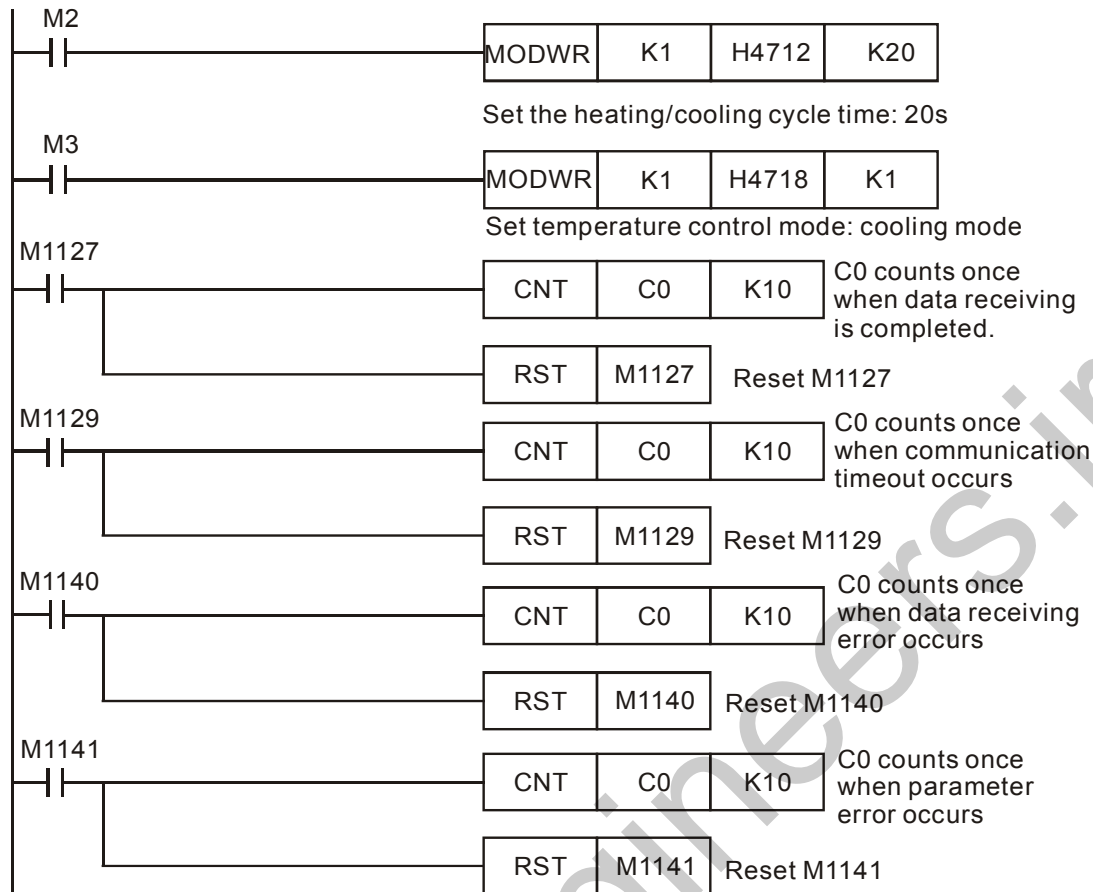 M2
MODWR K1 H4712 K20
Set the heating/cooling cycle time: 20s
M3
MODWR K1 H4718 K1
Set temperature control mode: cooling mode
M1127
CNT C0 K10
C0 counts once
when data receiving
is completed.
RST M1127
Reset M1127
M1129
CNT C0 K10
C0 counts once
when communication
timeout occurs
RST M1129
Reset M1129
M1140
CNT C0 K10
C0 counts once
when data receiving
error occurs
RST M1140
Reset M1140
M1141
CNT C0 K10
C0 counts once
when parameter
error occurs
RST M1141
Reset M1141
gineers.ir